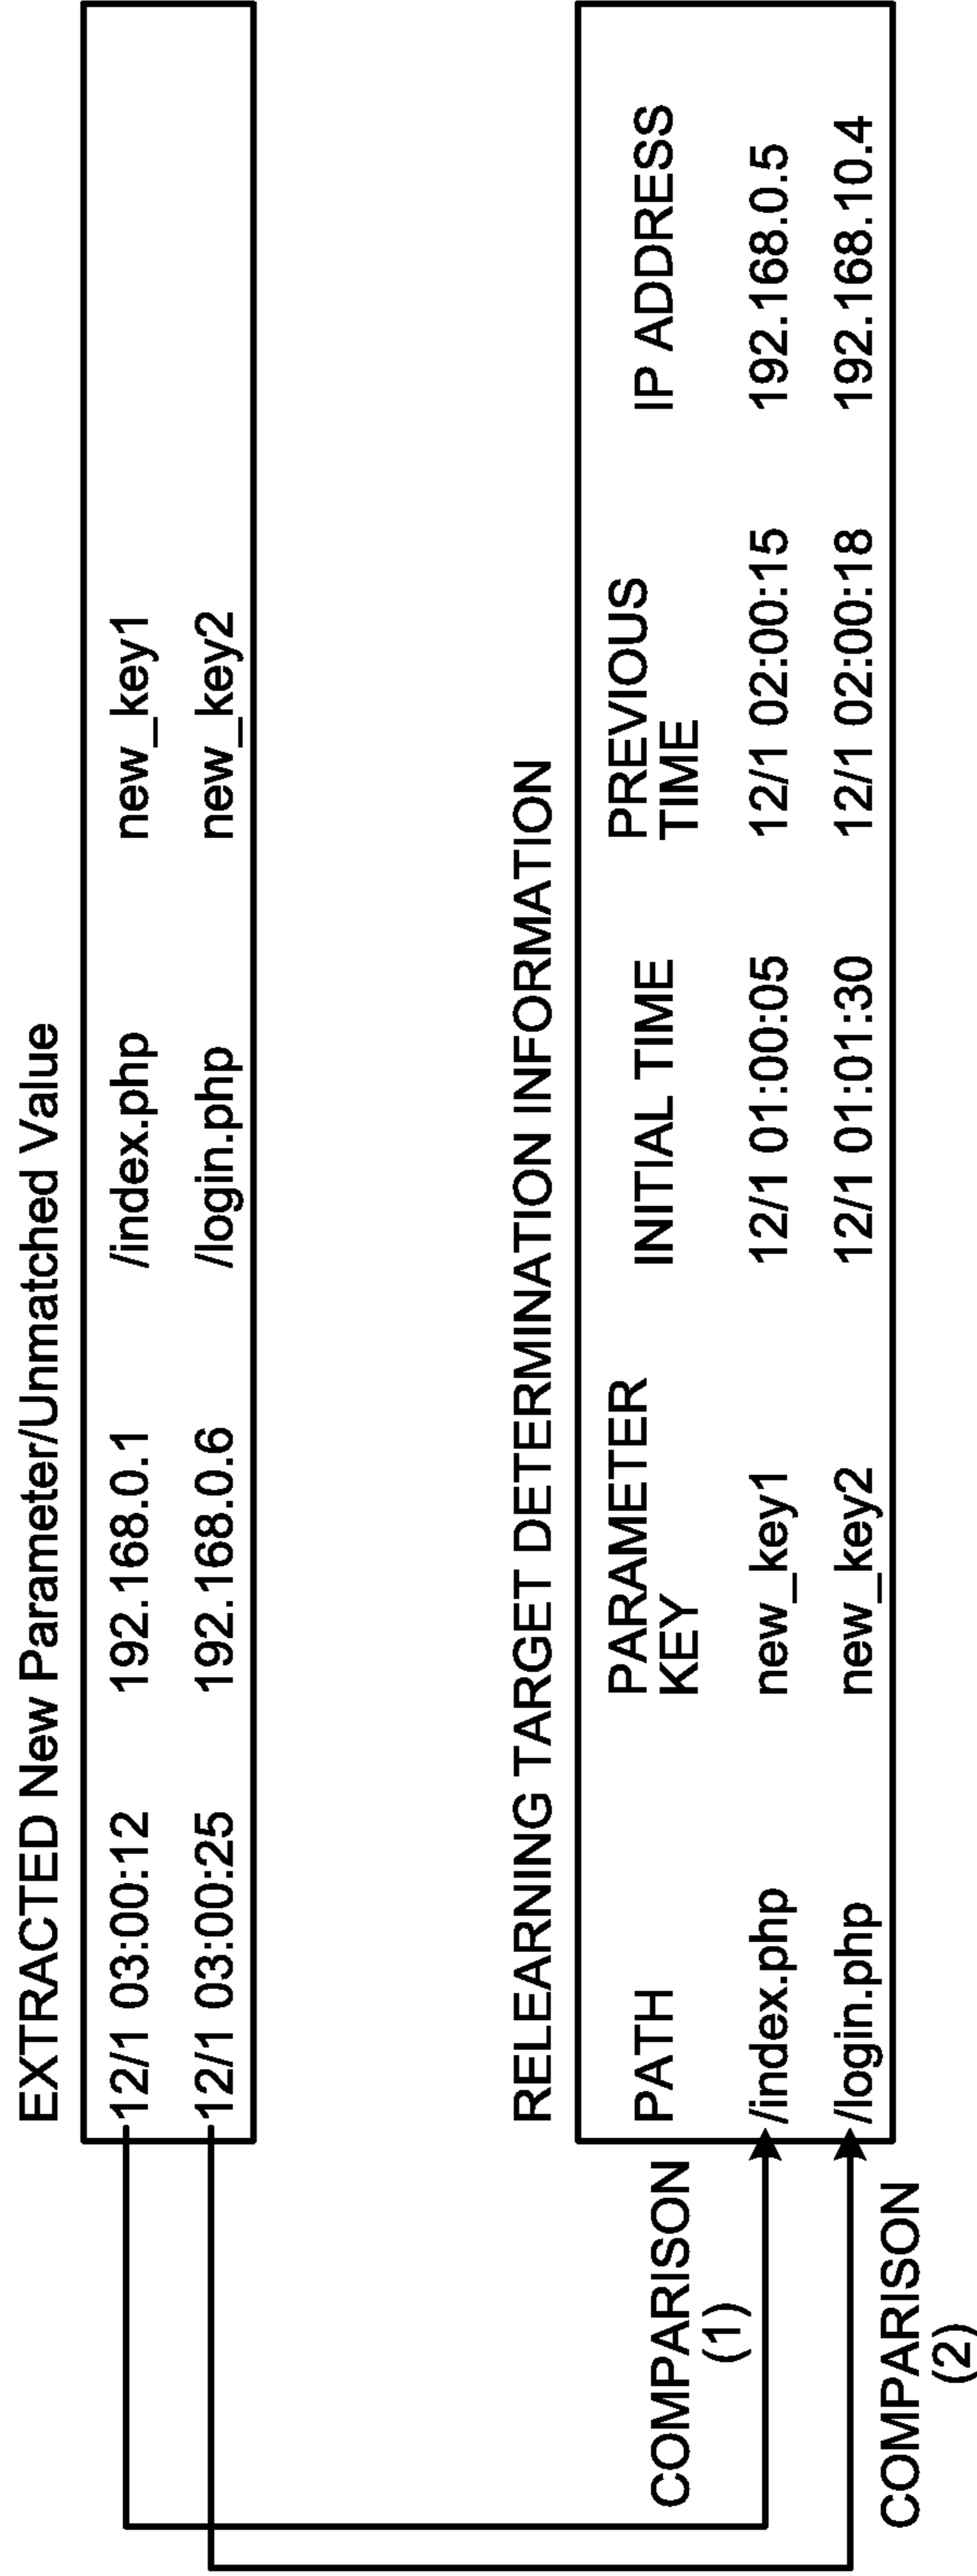 EXTRACTED New Parameter/Unmatched Value
12/1 03:00:12 192.168.0.1 /index.php new_key1
12/1 03:00:25 192.168.0.6 /login.php new_key2
RELEARNING TARGET DETERMINATION INFORMATION
PATH PARAMETER KEY INITIAL TIME PREVIOUS TIME IP ADDRESS
/index.php new_key1 12/1 01:00:05 12/1 02:00:15 192.168.0.5
/login.php new_key2 12/1 01:01:30 12/1 02:00:18 192.168.10.4
COMPARISON
(1)
COMPARISON
(2)